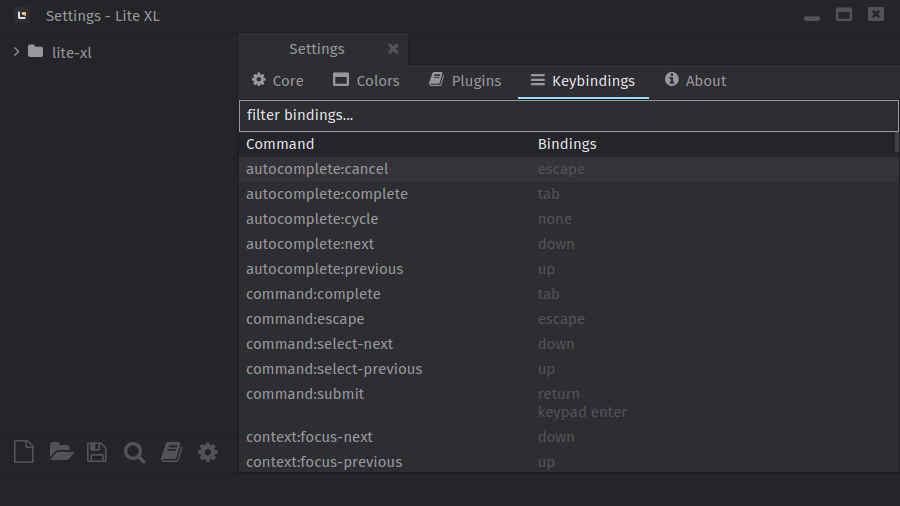 Settings - Lite XL
lite-xl
Settings
Core Colors Plugins Keybindings About
filter bindings...
Command Bindings
autocomplete:cancel escape
autocomplete:complete tab
autocomplete:cycle none
autocomplete:next down
autocomplete:previous up
command:complete tab
command:escape escape
command:select-next down
command:select-previous up
command:submit return
keypad enter
context:focus-next down
context:focus-previous up